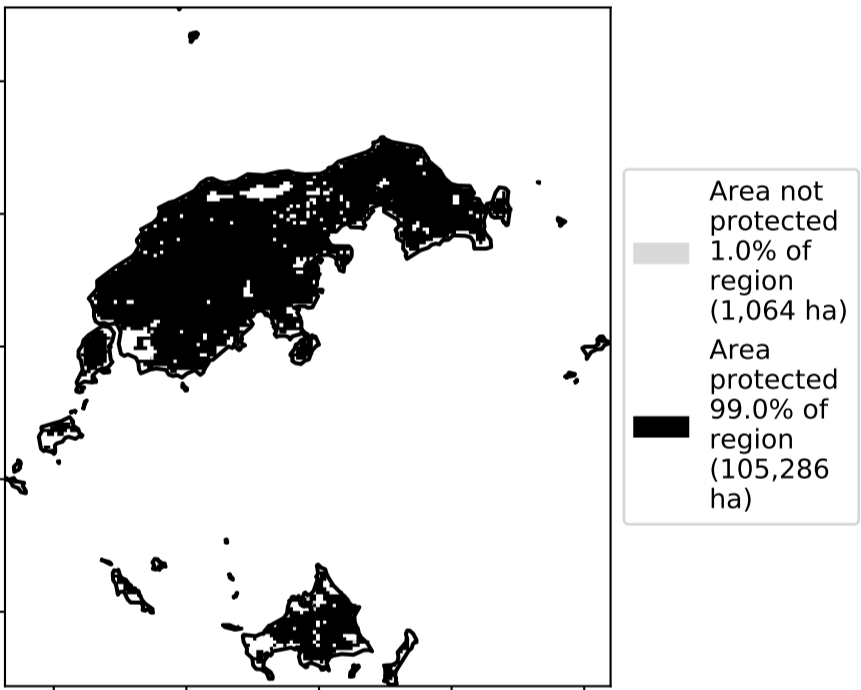 Area not
protected
1.0% of
region
(1,064 ha)
Area
protected
99.0% of
region
(105,286
ha)